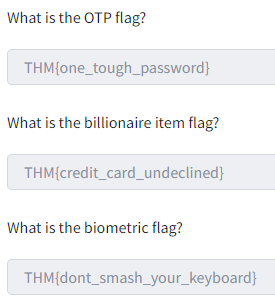 What is the OTP flag?
THM{one_tough_password}
What is the billionaire item flag?
THM{credit_card_undeclined}
What is the biometric flag?
THM{dont_smash_your_keyboard}